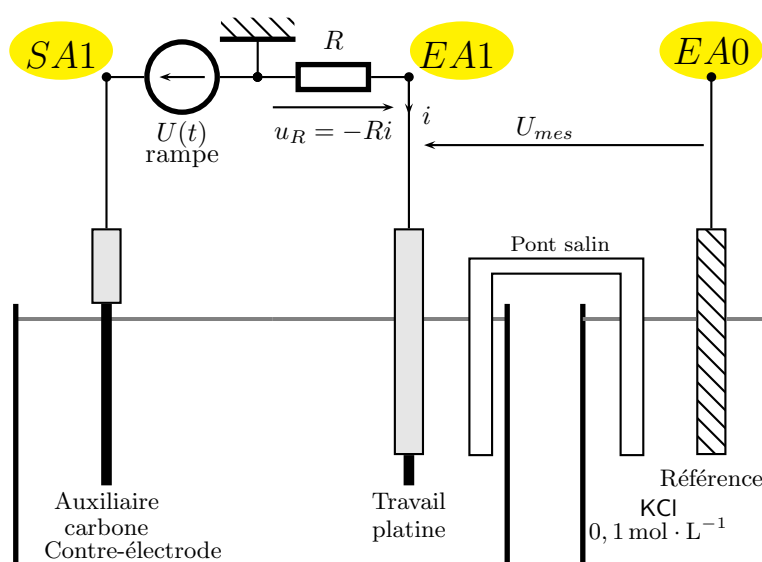 SA1
R
EA1
EA0
i
U(t)
rampe
u_R = −Ri
U_mes
Pont salin
Auxiliaire
carbone
Contre-électrode
Travail
platine
Référence
KCl
0, 1 mol · L⁻¹